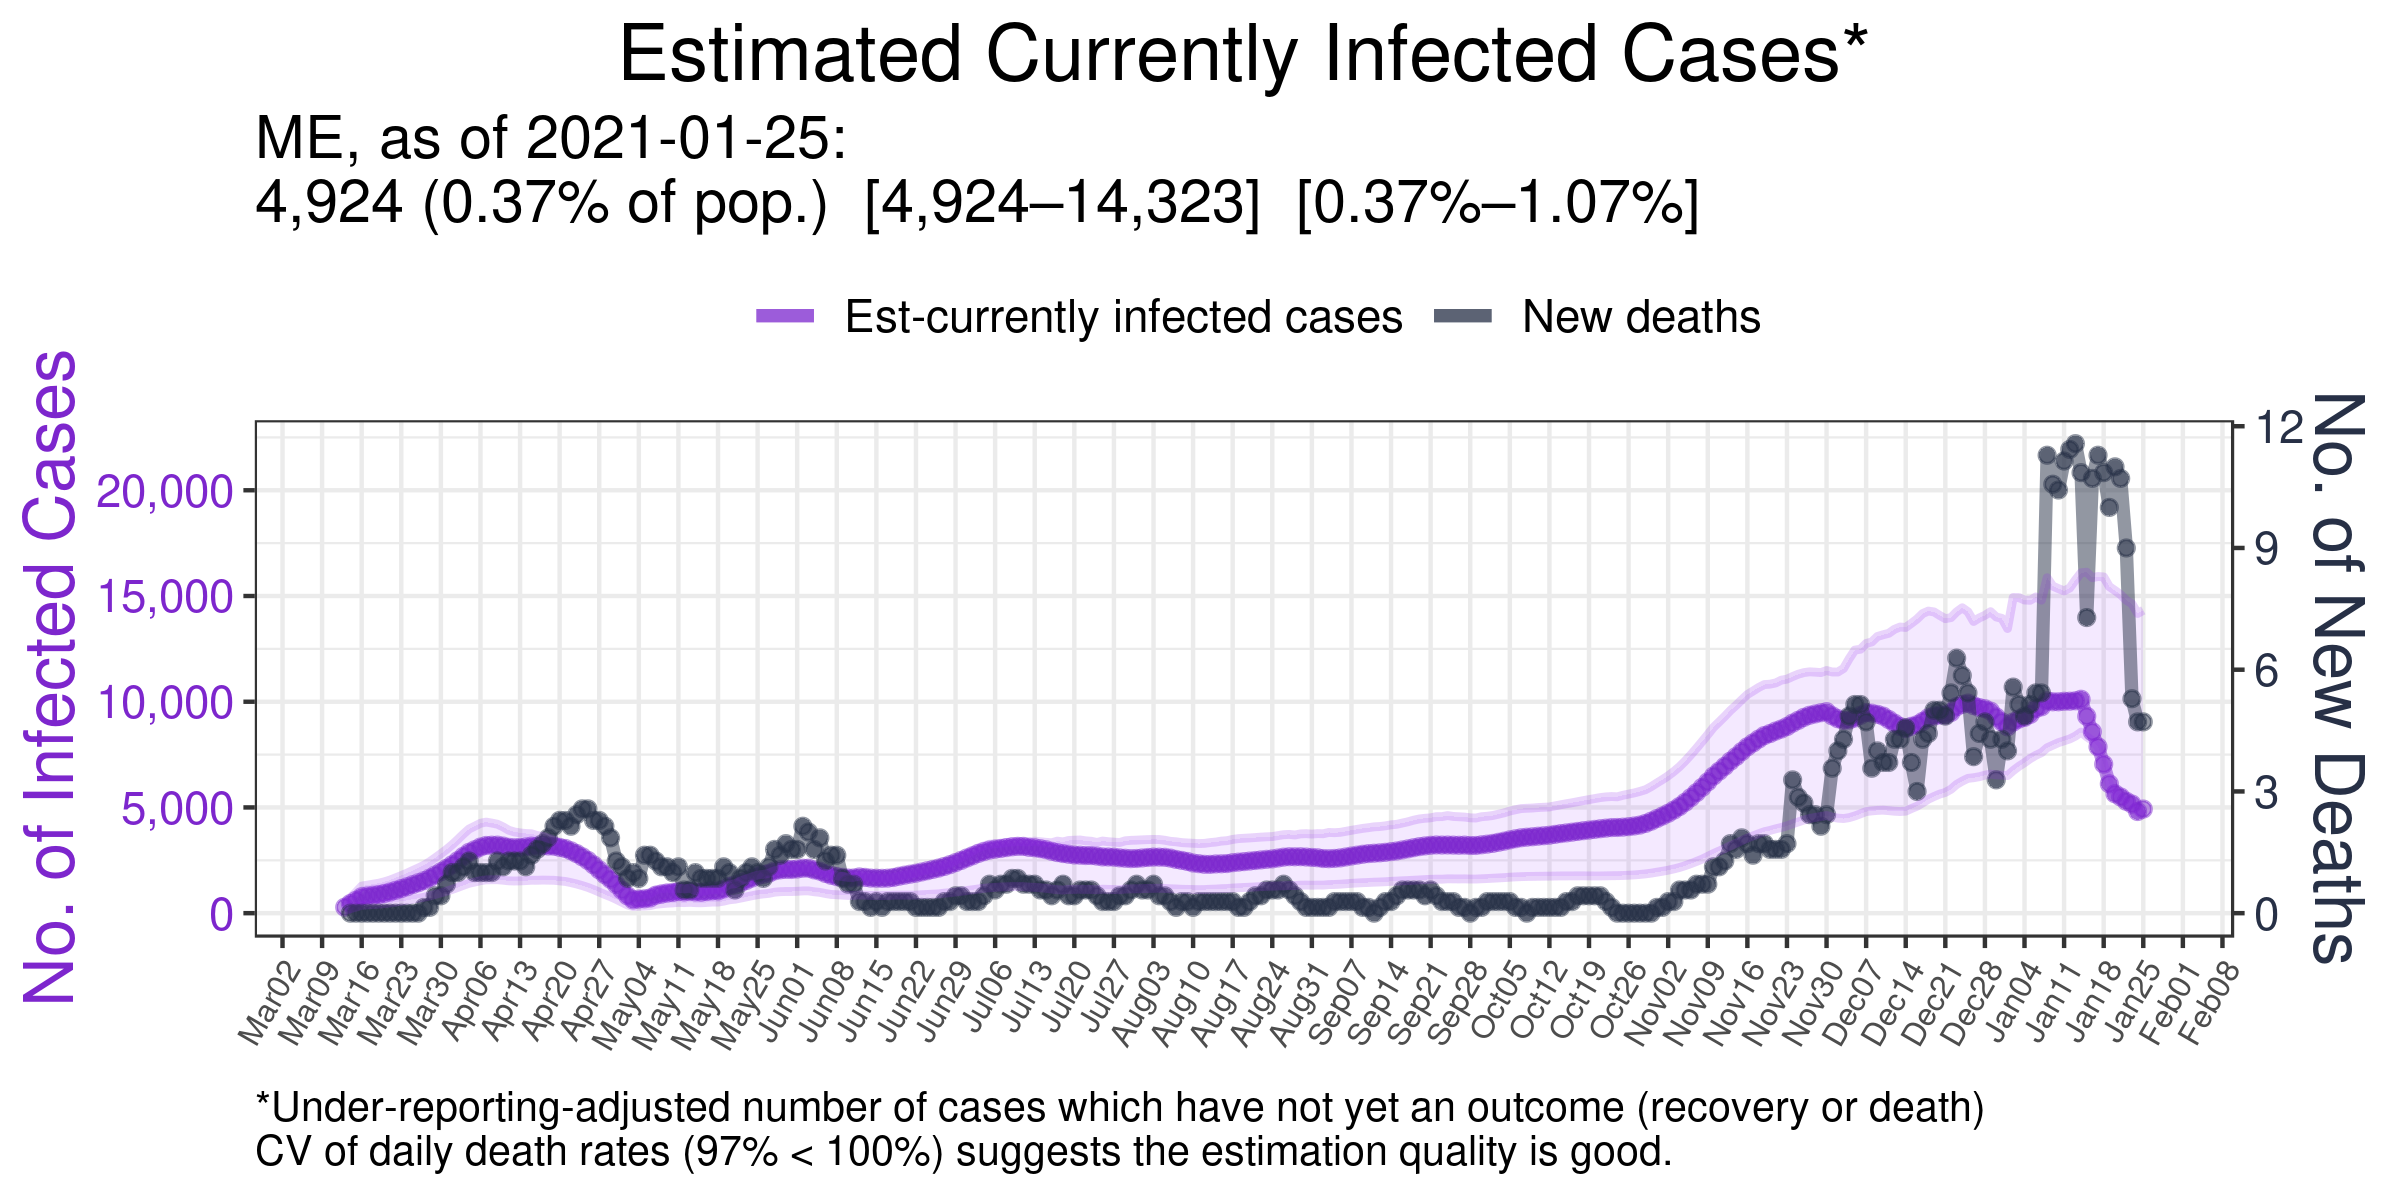 Estimated Currently Infected Cases*
ME, as of 2021-01-25:
4,924 (0.37% of pop.) [4,924–14,323] [0.37%–1.07%]
Est-currently infected cases New deaths
No. of Infected Cases
20,000
15,000
10,000
5,000
0
12
9
6
3
0
No. of New Deaths
Mar02 Mar09 Mar16 Mar23 Mar30 Apr06 Apr13 Apr20 Apr27 May04 May11 May18 May25 Jun01 Jun08 Jun15 Jun22 Jun29 Jul06 Jul13 Jul20 Jul27 Aug03 Aug10 Aug17 Aug24 Aug31 Sep07 Sep14 Sep21 Sep28 Oct05 Oct12 Oct19 Oct26 Nov02 Nov09 Nov16 Nov23 Nov30 Dec07 Dec14 Dec21 Dec28 Jan04 Jan11 Jan18 Jan25 Feb01 Feb08
*Under-reporting-adjusted number of cases which have not yet an outcome (recovery or death)
CV of daily death rates (97% < 100%) suggests the estimation quality is good.